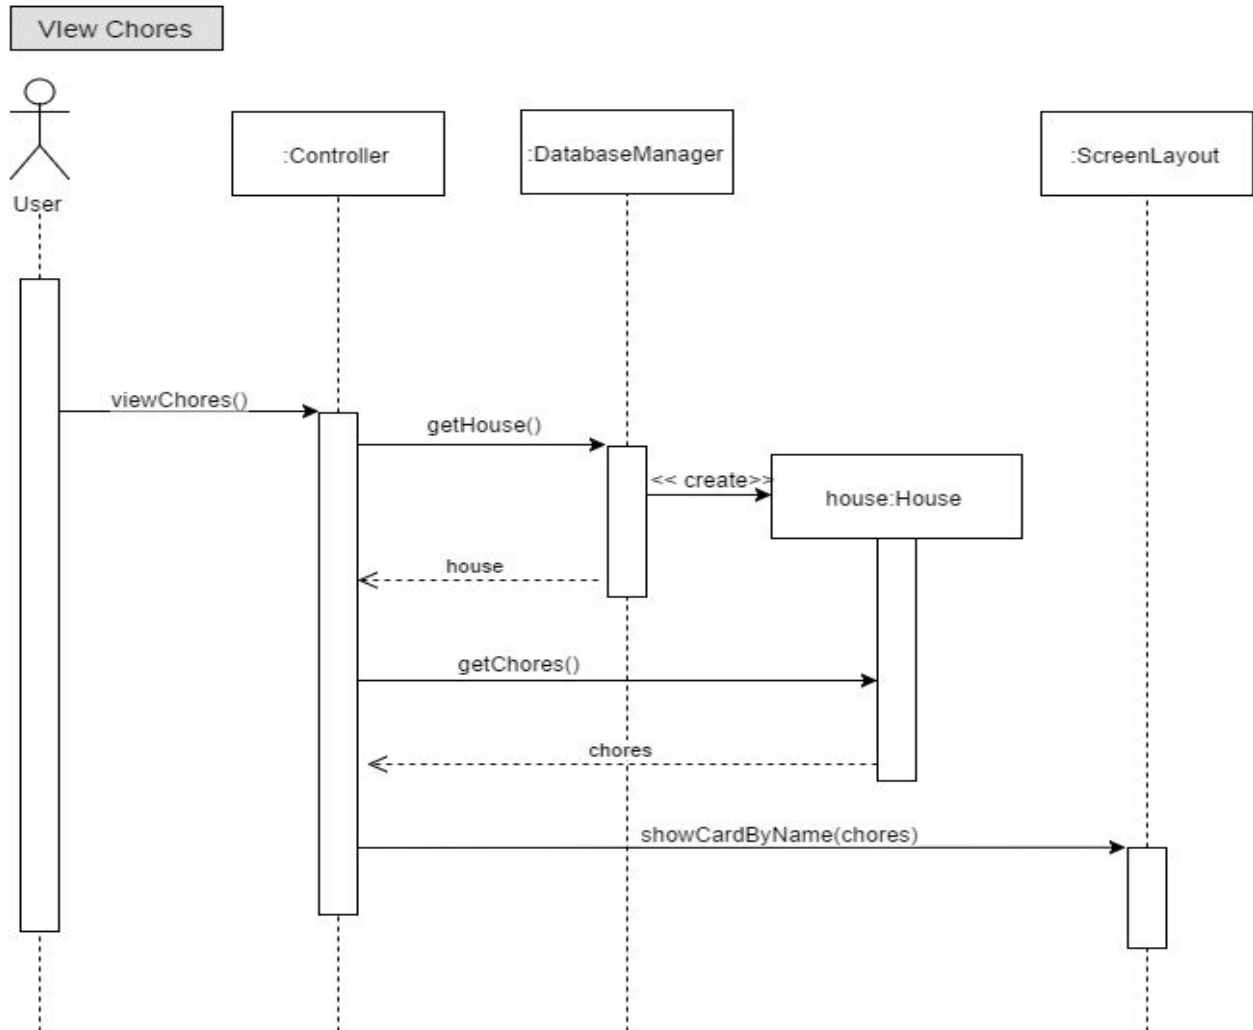 VIew Chores
User
:Controller
:DatabaseManager
:ScreenLayout
viewChores()
getHouse()
<< create>>
house:House
house
getChores()
chores
showCardByName(chores)